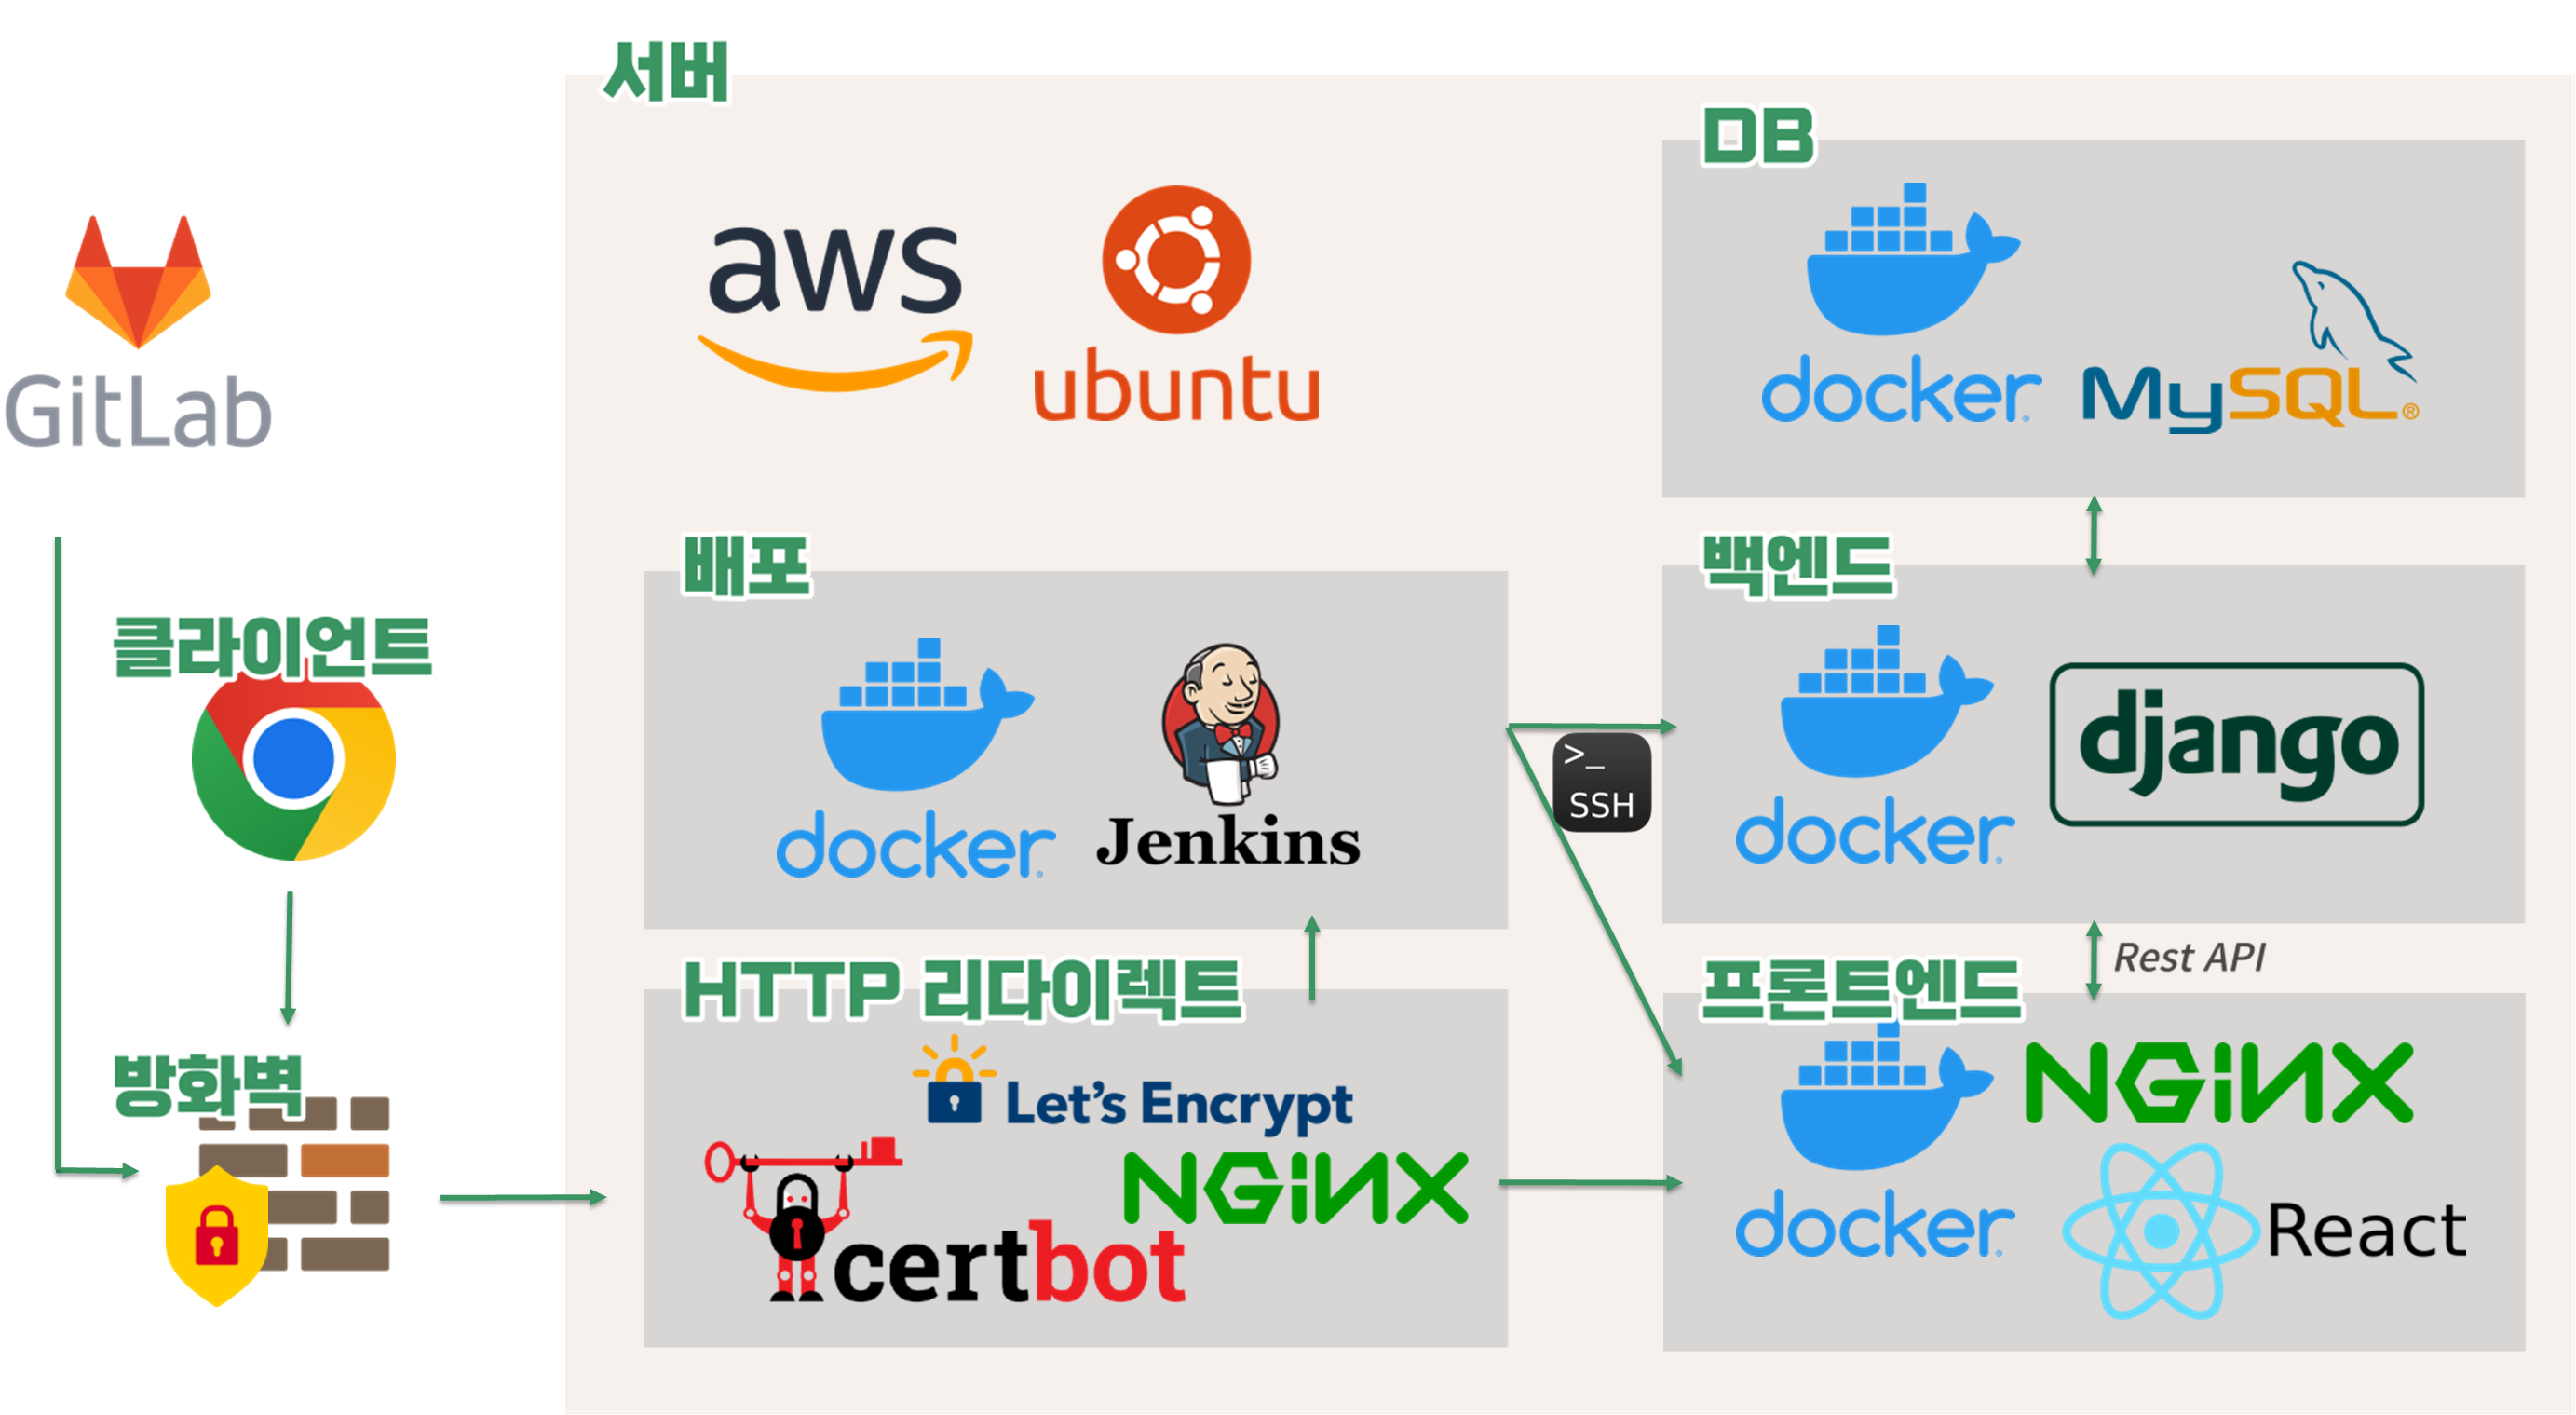 서버
aws
ubuntu
GitLab
클라이언트
방화벽
배포
docker
Jenkins
HTTP 리다이렉트
Let's Encrypt
NGINX
certbot
>_
SSH
DB
docker
MySQL®
백엔드
docker
django
Rest API
프론트엔드
NGINX
docker
React